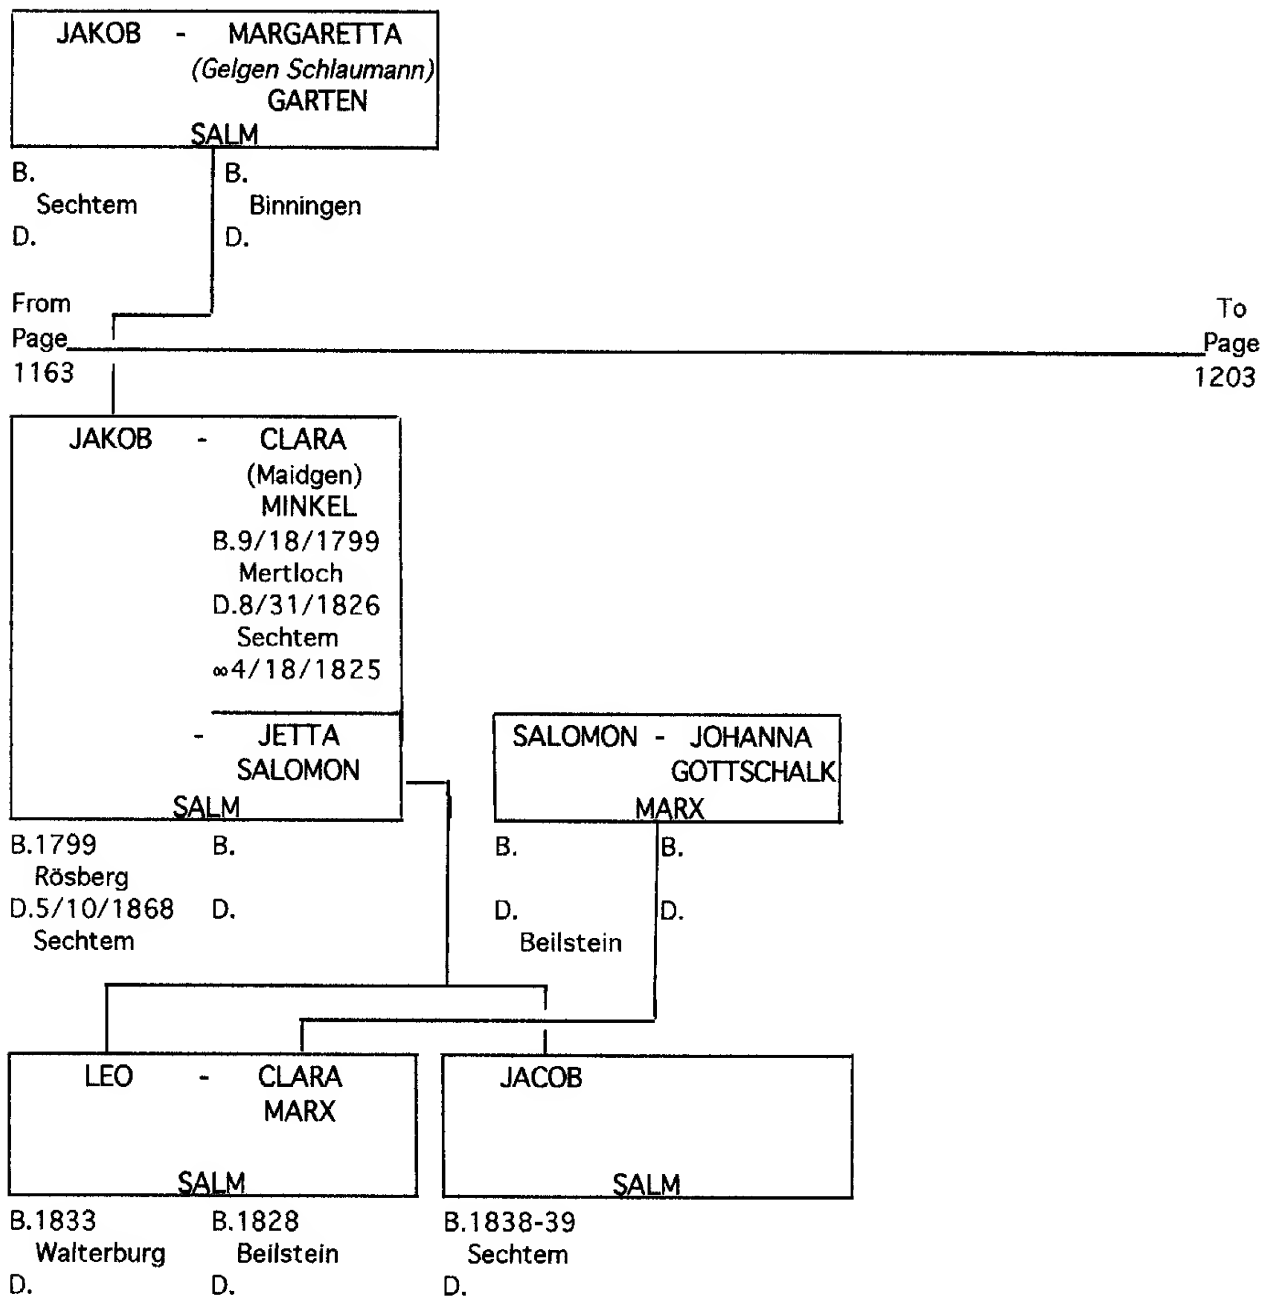 JAKOB - MARGARETTA
(Gelgen Schlaumann)
GARTEN
SALM
B. B.
Sechtem Binningen
D. D.
From To
Page Page
1163 1203
JAKOB - CLARA
(Maidgen)
MINKEL
B.9/18/1799
Mertloch
D.8/31/1826
Sechtem
∞4/18/1825
- JETTA
SALOMON
SALM
SALOMON - JOHANNA
GOTTSCHALK
MARX
B.1799 B.
Rösberg
D.5/10/1868 D.
Sechtem
B. B.
D. D.
Beilstein
LEO - CLARA
MARX
SALM
JACOB
SALM
B.1833 B.1828
Walterburg Beilstein
D. D.
B.1838-39
Sechtem
D.